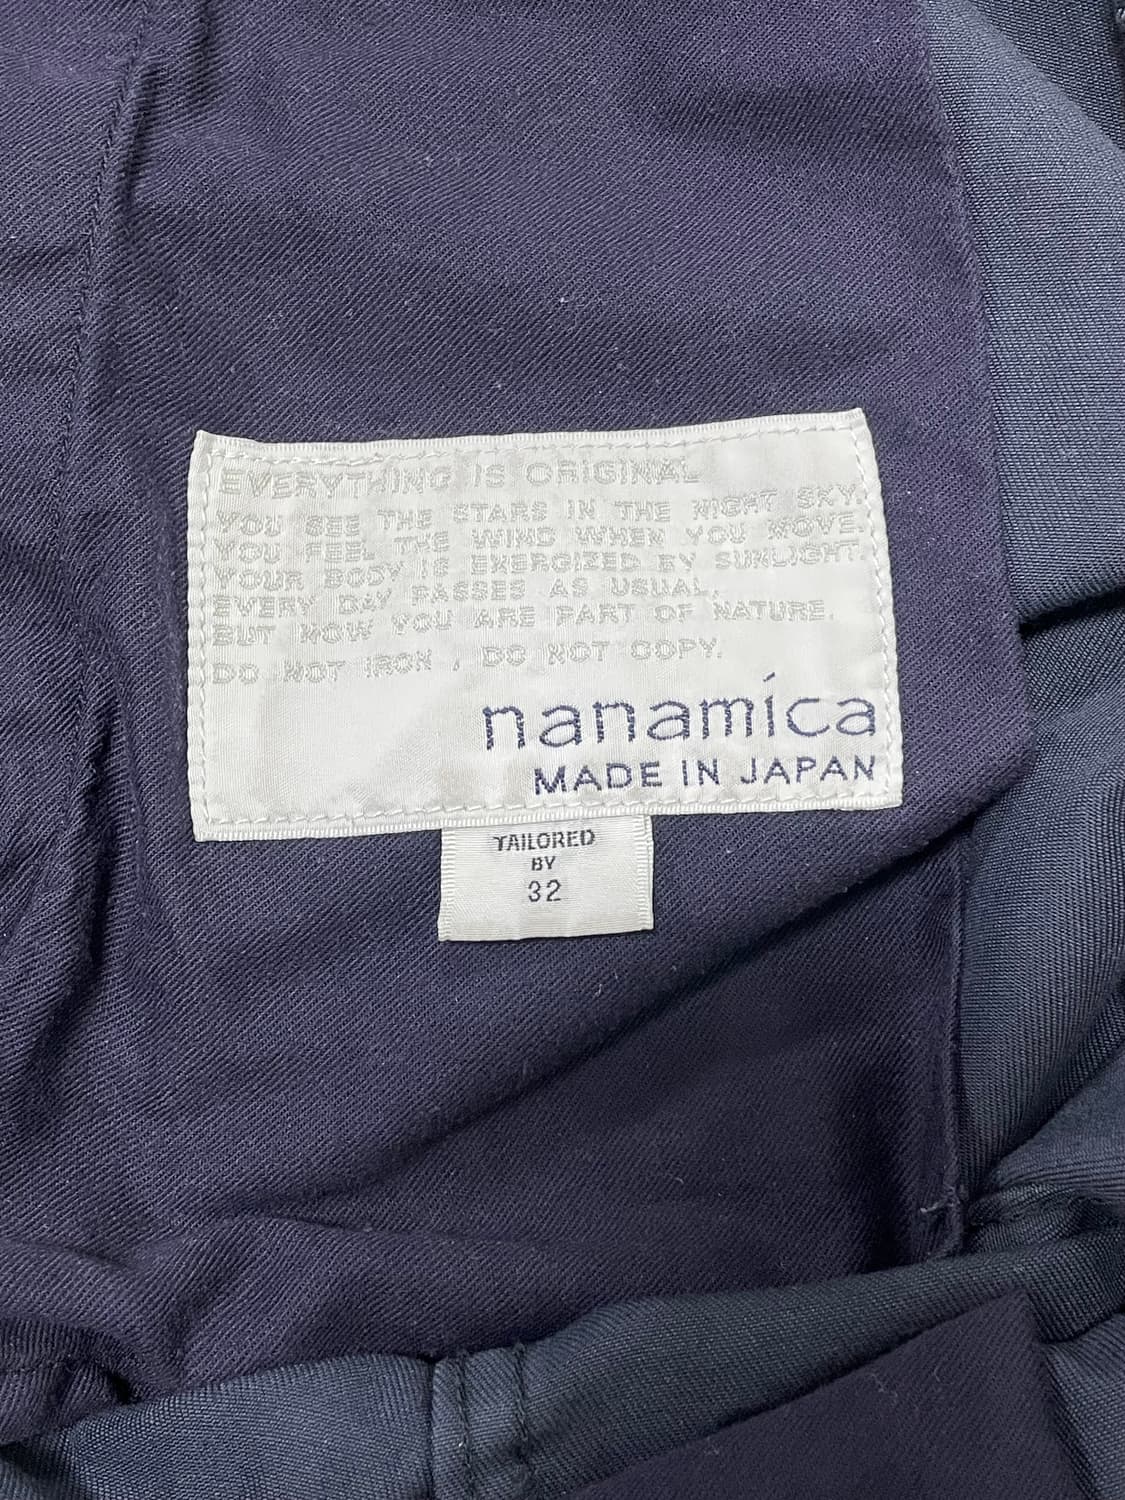 EVERYTHING IS ORIGINAL
YOU SEE THE STARS IN THE NIGHT SKY.
YOU FEEL THE WIND WHEN YOU MOVE.
YOUR BODY IS ENERGIZED BY SUNLIGHT.
EVERY DAY PASSES AS USUAL,
BUT NOW YOU ARE PART OF NATURE.
DO NOT IRON , DO NOT COPY.
nanamíca
MADE IN JAPAN
TAILORED
BY
32